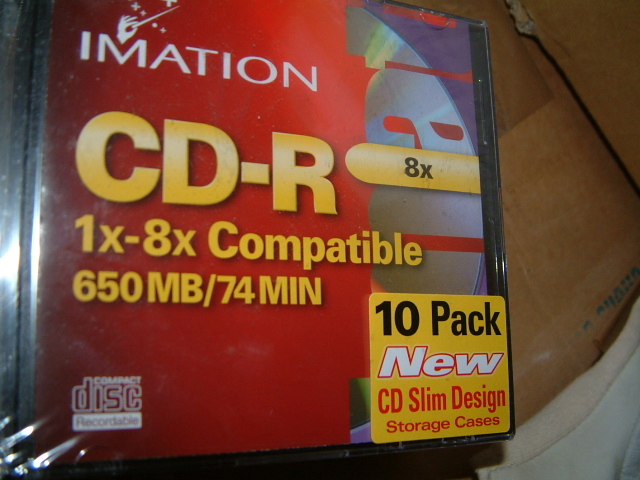 IMATION
CD-R
8x
1x-8x Compatible
650 MB/74 MIN
10 Pack
New
CD Slim Design
Storage Cases
COMPACT
disc
Recordable